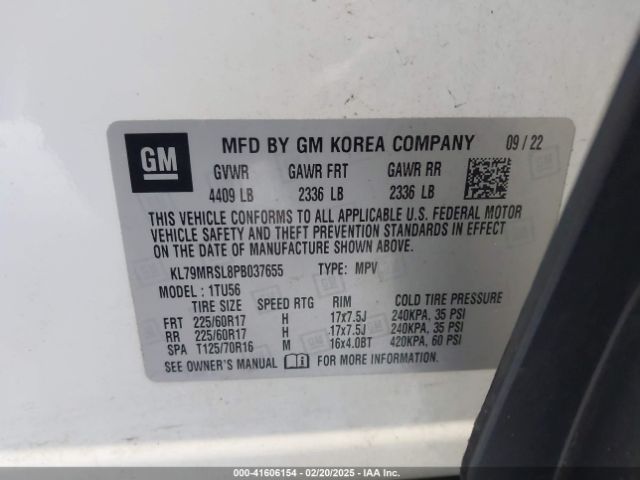 GM
MFD BY GM KOREA COMPANY 09 / 22
GVWR GAWR FRT GAWR RR
4409 LB 2336 LB 2336 LB
THIS VEHICLE CONFORMS TO ALL APPLICABLE U.S. FEDERAL MOTOR
VEHICLE SAFETY AND THEFT PREVENTION STANDARDS IN EFFECT
ON THE DATE OF MANUFACTURE SHOWN ABOVE.
KL79MRSL8PB037655 TYPE: MPV
MODEL: 1TU56
TIRE SIZE SPEED RTG RIM COLD TIRE PRESSURE
FRT 225/60R17 H 17x7.5J 240KPA, 35 PSI
RR 225/60R17 H 17x7.5J 240KPA, 35 PSI
SPA T125/70R16 M 16x4.0BT 420KPA, 60 PSI
SEE OWNER'S MANUAL FOR MORE INFORMATION.
000-41606154 — 02/20/2025 — IAA Inc.